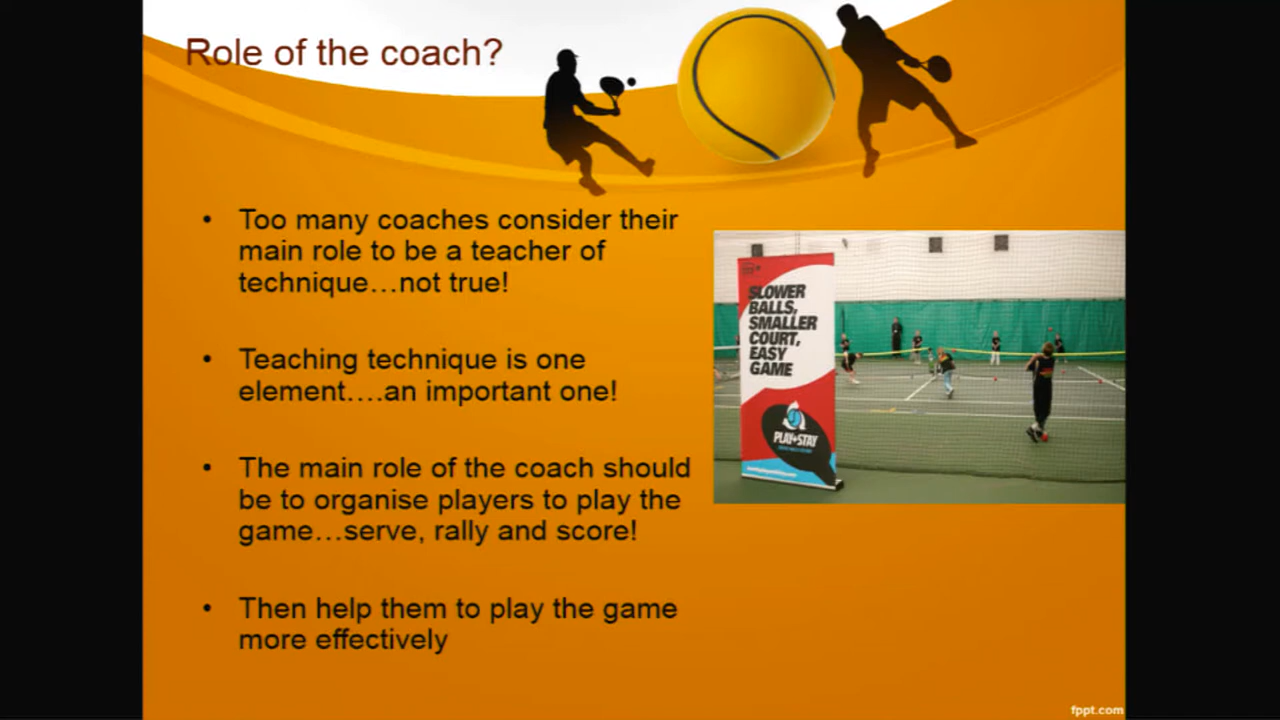 Role of the coach?
• Too many coaches consider their
main role to be a teacher of
technique…not true!
• Teaching technique is one
element….an important one!
• The main role of the coach should
be to organise players to play the
game…serve, rally and score!
• Then help them to play the game
more effectively
SLOWER
BALLS,
SMALLER
COURT,
EASY
GAME
PLAY+STAY
fppt.com